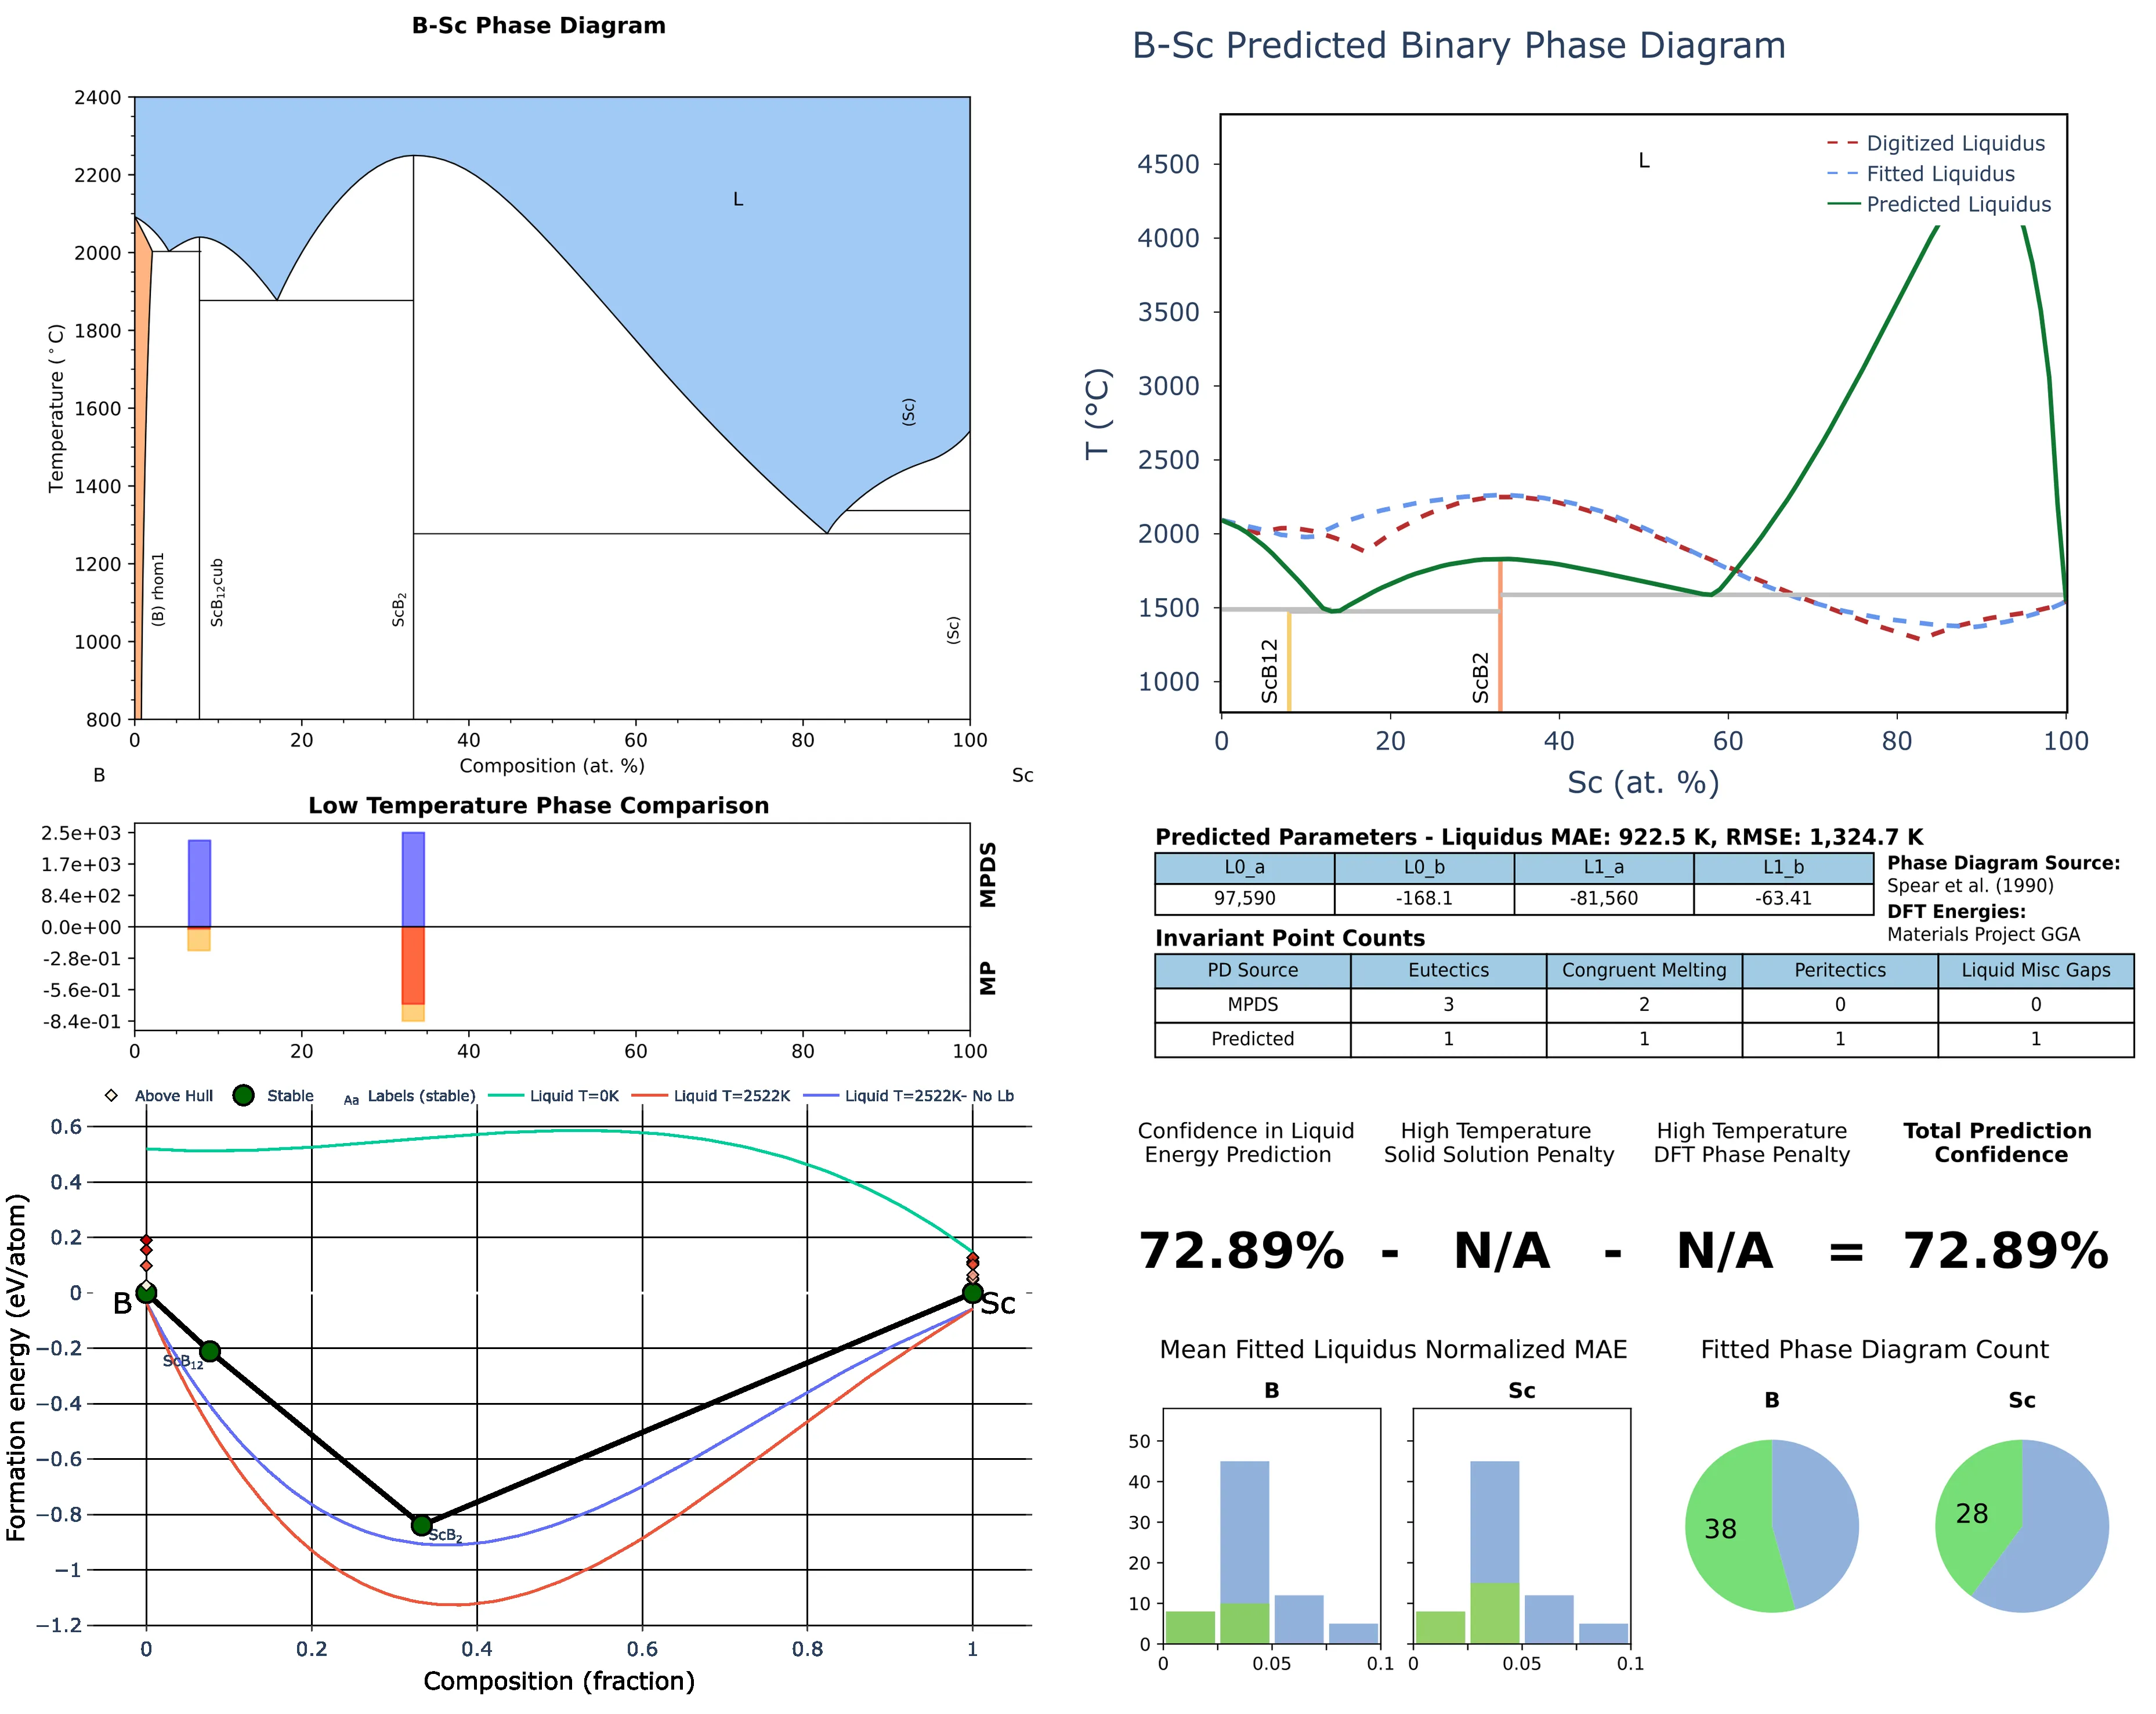 B-Sc Phase Diagram
2400
2200
2000
1800
1600
1400
1200
1000
800
Temperature (°C)
L
(Sc)
(B) rhom1
ScB12cub
ScB2
(Sc)
0 20 40 60 80 100
Composition (at. %)
B Sc
Low Temperature Phase Comparison
2.5e+03
1.7e+03
8.4e+02
0.0e+00
-2.8e-01
-5.6e-01
-8.4e-01
MPDS
MP
0 20 40 60 80 100
Above Hull Stable Aa Labels (stable) Liquid T=0K Liquid T=2522K Liquid T=2522K- No Lb
0.6
0.4
0.2
0
−0.2
−0.4
−0.6
−0.8
−1
−1.2
Formation energy (eV/atom)
B
Sc
ScB12
ScB2
0 0.2 0.4 0.6 0.8 1
Composition (fraction)
B-Sc Predicted Binary Phase Diagram
4500
4000
3500
3000
2500
2000
1500
1000
T (°C)
L
Digitized Liquidus
Fitted Liquidus
Predicted Liquidus
ScB12
ScB2
0 20 40 60 80 100
Sc (at. %)
Predicted Parameters - Liquidus MAE: 922.5 K, RMSE: 1,324.7 K
L0_a L0_b L1_a L1_b
97,590 -168.1 -81,560 -63.41
Phase Diagram Source:
Spear et al. (1990)
DFT Energies:
Materials Project GGA
Invariant Point Counts
PD Source Eutectics Congruent Melting Peritectics Liquid Misc Gaps
MPDS 3 2 0 0
Predicted 1 1 1 1
Confidence in Liquid
Energy Prediction
High Temperature
Solid Solution Penalty
High Temperature
DFT Phase Penalty
Total Prediction
Confidence
72.89% - N/A - N/A = 72.89%
Mean Fitted Liquidus Normalized MAE
B Sc
50
40
30
20
10
0
0 0.05 0.1 0 0.05 0.1
Fitted Phase Diagram Count
B Sc
38 28